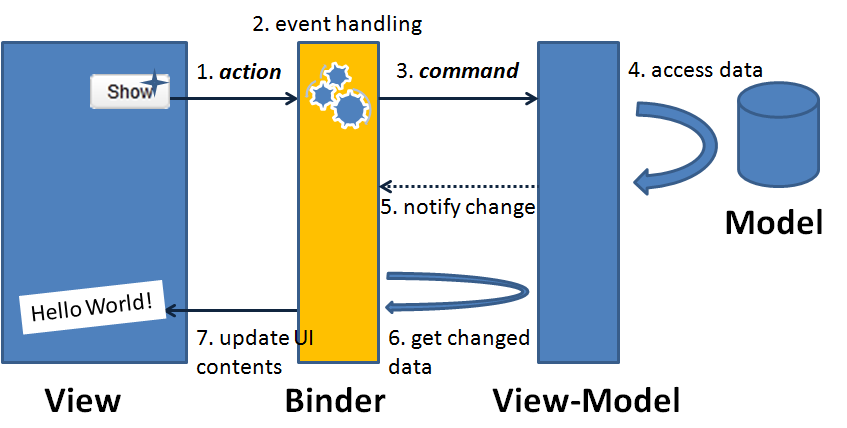 2. event handling
1. action
3. command
4. access data
Show
5. notify change
Model
Hello World!
7. update UI
contents
6. get changed
data
View
Binder
View-Model